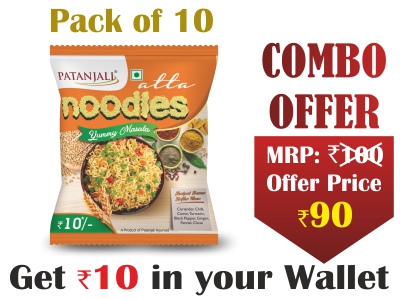 Pack of 10
PATANJALI®
atta
noodles
Yummy Masala
₹10/-
COMBO
OFFER
MRP: ₹100
Offer Price
₹90
Get ₹10 in your Wallet